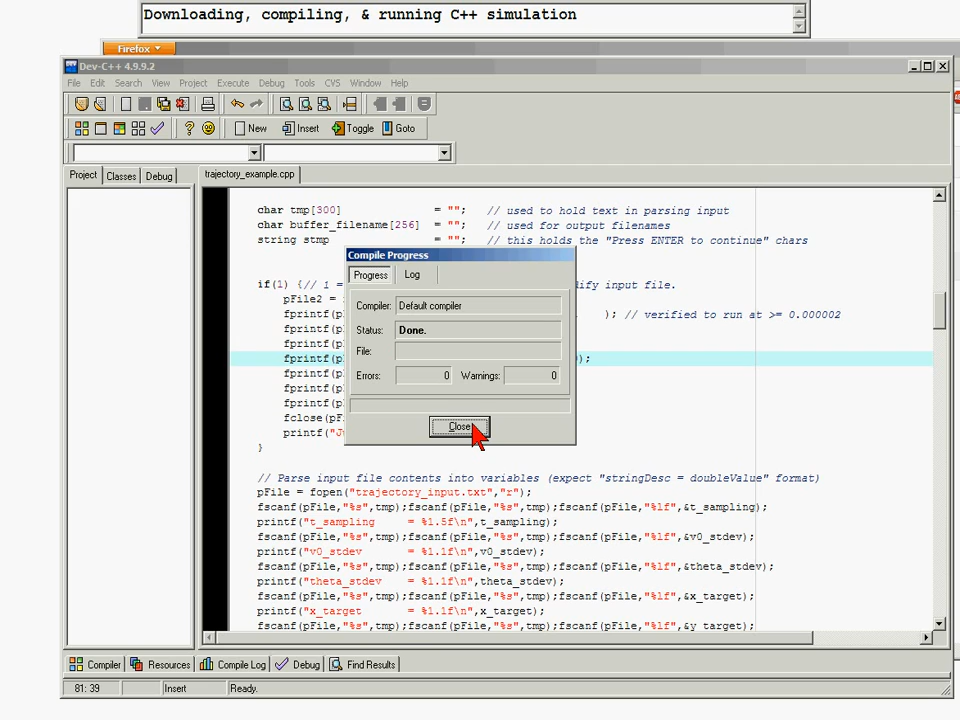 Downloading, compiling, & running C++ simulation
Firefox
Dev-C++ 4.9.9.2
File Edit Search View Project Execute Debug Tools CVS Window Help
New Insert Toggle Goto
Project Classes Debug
trajectory_example.cpp
char tmp[300] = ""; // used to hold text in parsing input
char buffer_filename[256] = ""; // used for output filenames
string stmp = ""; // this holds the "Press ENTER to continue" chars
if(1) {// 1 = dify input file.
pFile2 =
fprintf(p ); // verified to run at >= 0.000002
fprintf(p
fprintf(p
fprintf(p );
fprintf(p
fprintf(p
fprintf(p
fclose(pF
printf("J
}
Compile Progress
Progress Log
Compiler: Default compiler
Status: Done.
File:
Errors: 0 Warnings: 0
Close
// Parse input file contents into variables (expect "stringDesc = doubleValue" format)
pFile = fopen("trajectory_input.txt","r");
fscanf(pFile,"%s",tmp);fscanf(pFile,"%s",tmp);fscanf(pFile,"%lf",&t_sampling);
printf("t_sampling = %1.5f\n",t_sampling);
fscanf(pFile,"%s",tmp);fscanf(pFile,"%s",tmp);fscanf(pFile,"%lf",&v0_stdev);
printf("v0_stdev = %1.1f\n",v0_stdev);
fscanf(pFile,"%s",tmp);fscanf(pFile,"%s",tmp);fscanf(pFile,"%lf",&theta_stdev);
printf("theta_stdev = %1.1f\n",theta_stdev);
fscanf(pFile,"%s",tmp);fscanf(pFile,"%s",tmp);fscanf(pFile,"%lf",&x_target);
printf("x_target = %1.1f\n",x_target);
fscanf(pFile,"%s",tmp);fscanf(pFile,"%s",tmp);fscanf(pFile,"%lf",&y_target);
Compiler Resources Compile Log Debug Find Results
81: 39 Insert Ready.